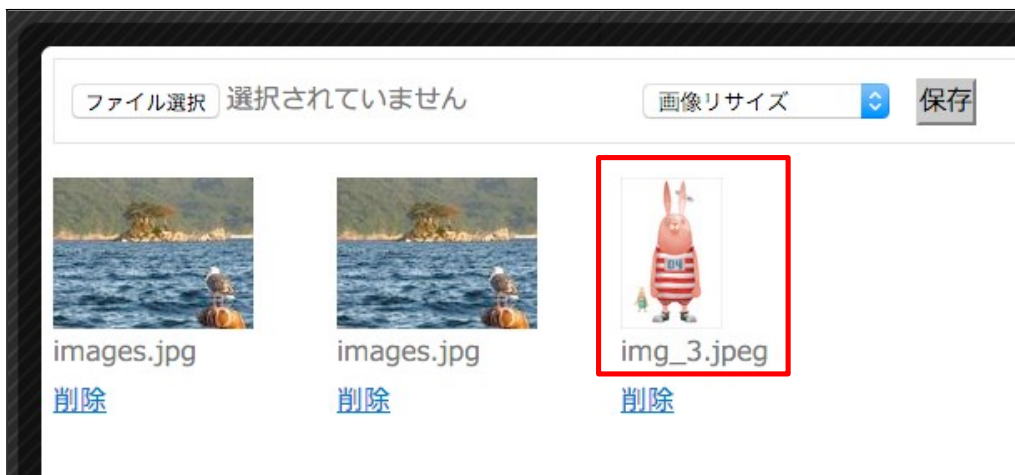 ファイル選択 選択されていません 画像リサイズ 保存
04
images.jpg images.jpg img_3.jpeg
削除 削除 削除